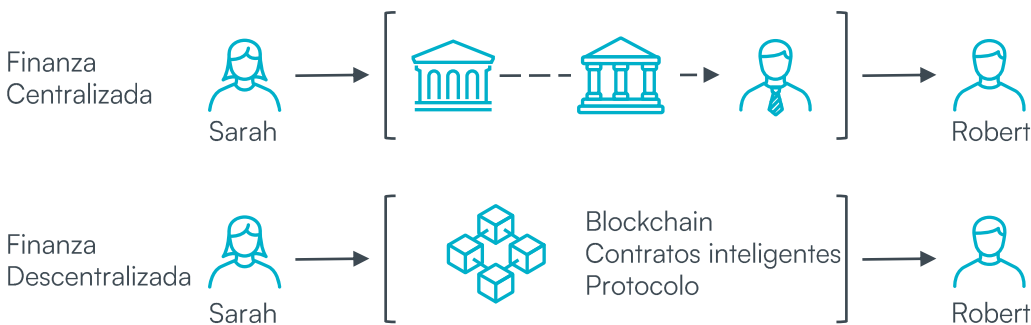 Finanza
Centralizada
Sarah
Robert
Finanza
Descentralizada
Blockchain
Contratos inteligentes
Protocolo
Sarah
Robert